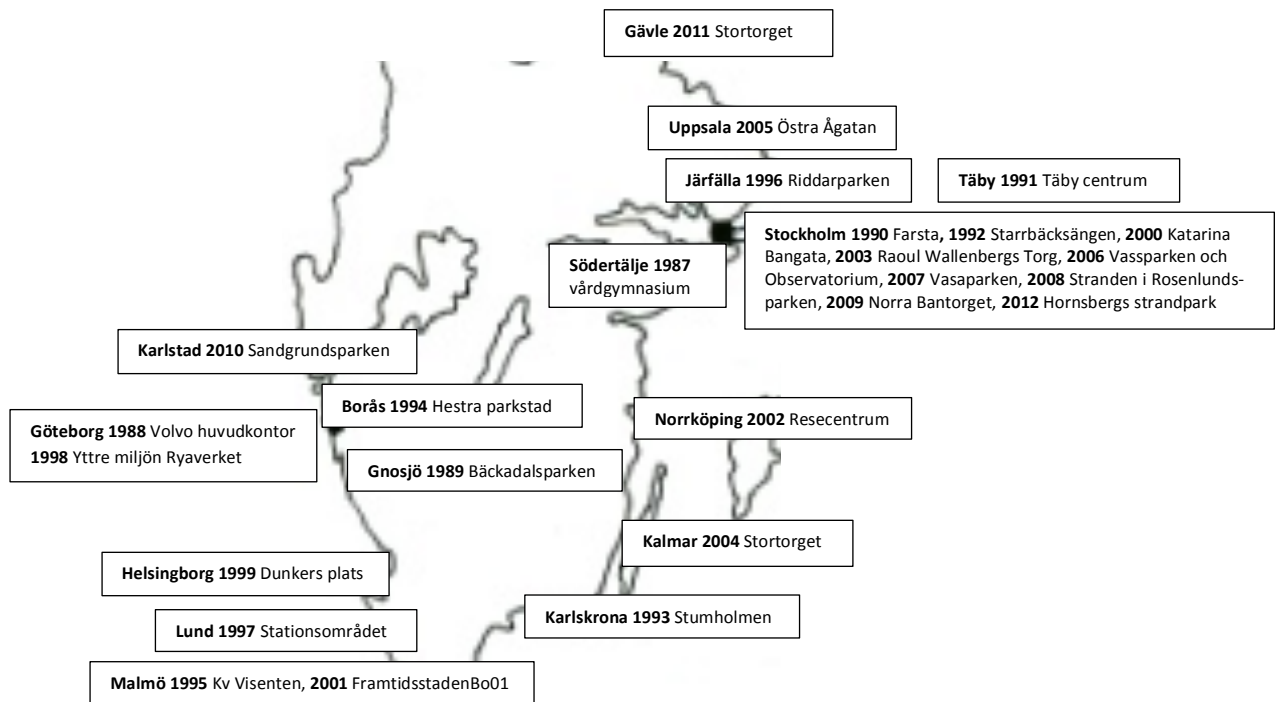 Gävle 2011 Stortorget
Uppsala 2005 Östra Ågatan
Järfälla 1996 Riddarparken
Täby 1991 Täby centrum
Stockholm 1990 Farsta, 1992 Starrbäcksängen, 2000 Katarina
Bangata, 2003 Raoul Wallenbergs Torg, 2006 Vassparken och
Observatorium, 2007 Vasaparken, 2008 Stranden i Rosenlunds-
parken, 2009 Norra Bantorget, 2012 Hornsbergs strandpark
Södertälje 1987
vårdgymnasium
Karlstad 2010 Sandgrundsparken
Borås 1994 Hestra parkstad
Norrköping 2002 Resecentrum
Göteborg 1988 Volvo huvudkontor
1998 Yttre miljön Ryaverket
Gnosjö 1989 Bäckadalsparken
Kalmar 2004 Stortorget
Helsingborg 1999 Dunkers plats
Karlskrona 1993 Stumholmen
Lund 1997 Stationsområdet
Malmö 1995 Kv Visenten, 2001 FramtidsstadenBo01